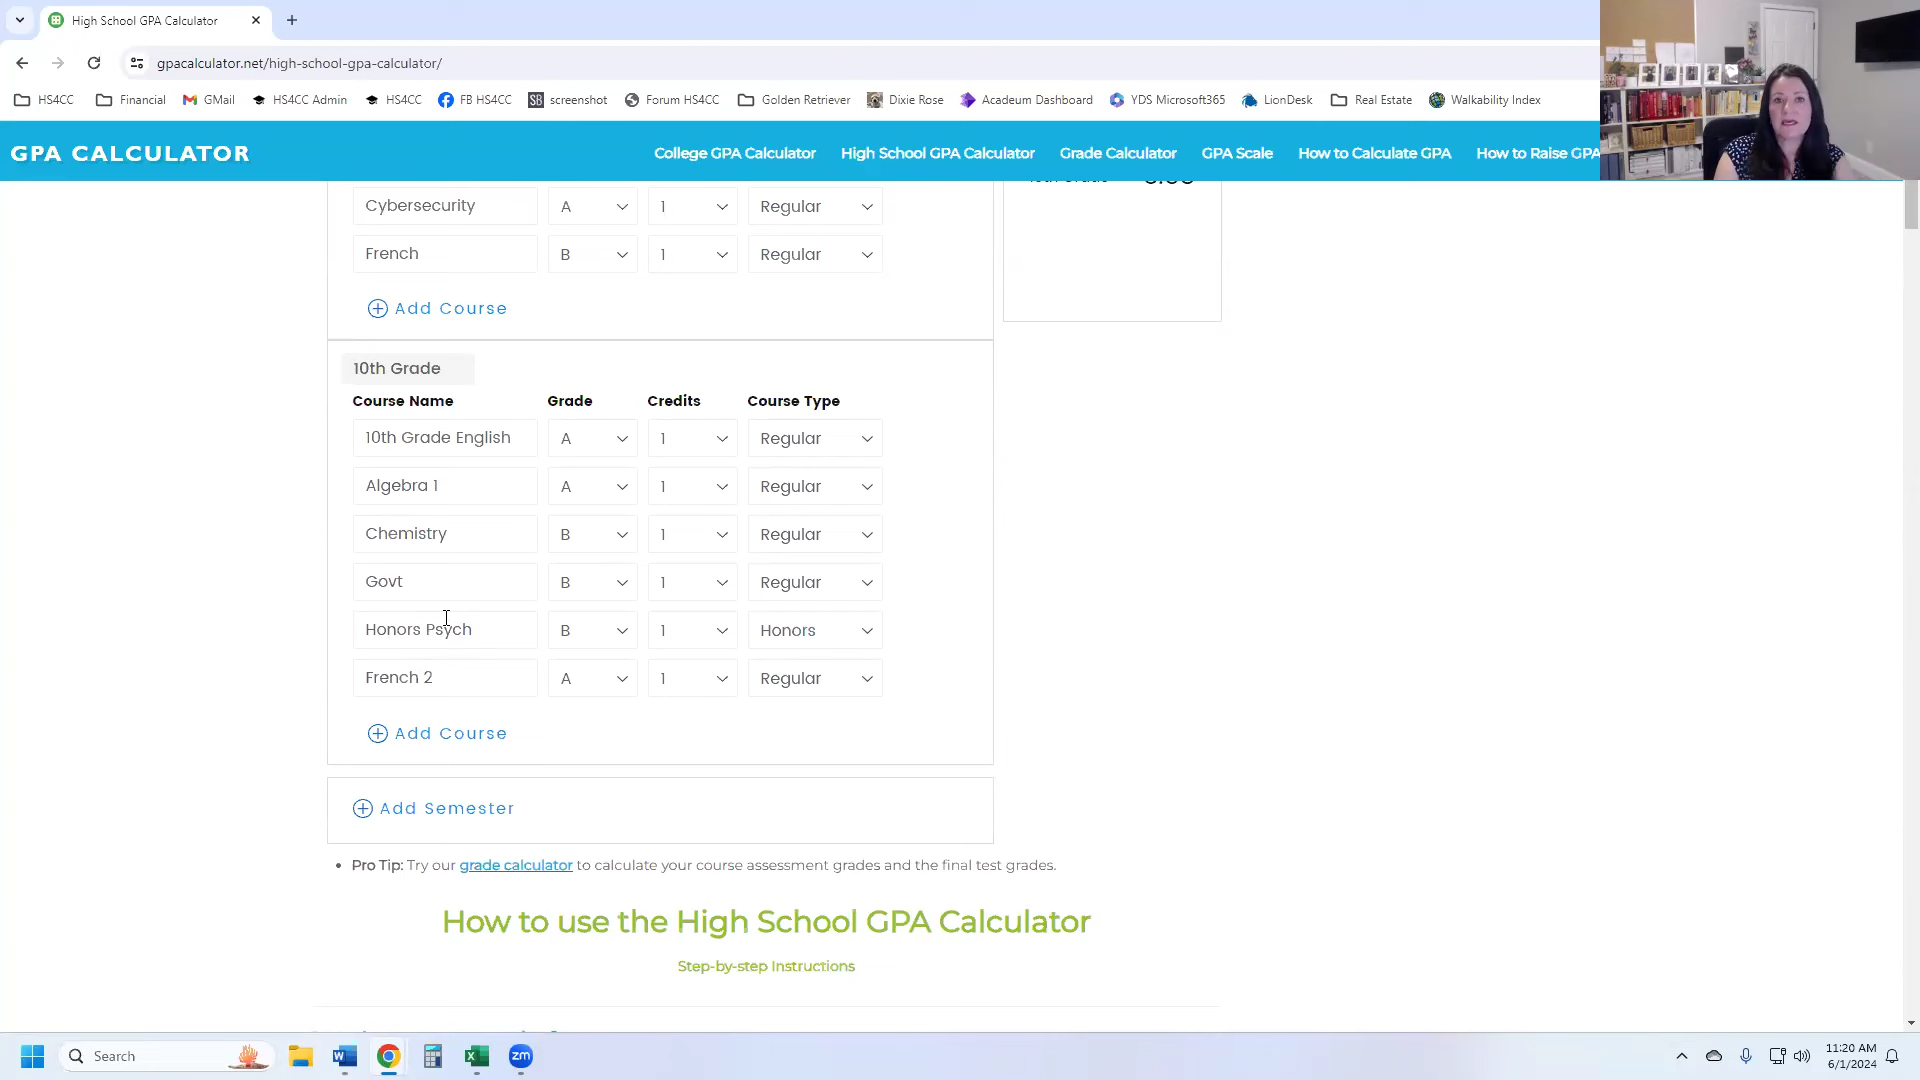 High School GPA Calculator
gpacalculator.net/high-school-gpa-calculator/
HS4CC Financial GMail HS4CC Admin HS4CC FB HS4CC screenshot Forum HS4CC Golden Retriever Dixie Rose Acadeum Dashboard YDS Microsoft365 LionDesk Real Estate Walkability Index
GPA CALCULATOR College GPA Calculator High School GPA Calculator Grade Calculator GPA Scale How to Calculate GPA How to Raise GPA
Cybersecurity A 1 Regular
French B 1 Regular
Add Course
10th Grade
Course Name Grade Credits Course Type
10th Grade English A 1 Regular
Algebra 1 A 1 Regular
Chemistry B 1 Regular
Govt B 1 Regular
Honors Psych B 1 Honors
French 2 A 1 Regular
Add Course
Add Semester
Pro Tip: Try our grade calculator to calculate your course assessment grades and the final test grades.
How to use the High School GPA Calculator
Step-by-step Instructions
Search
zm
11:20 AM
6/1/2024